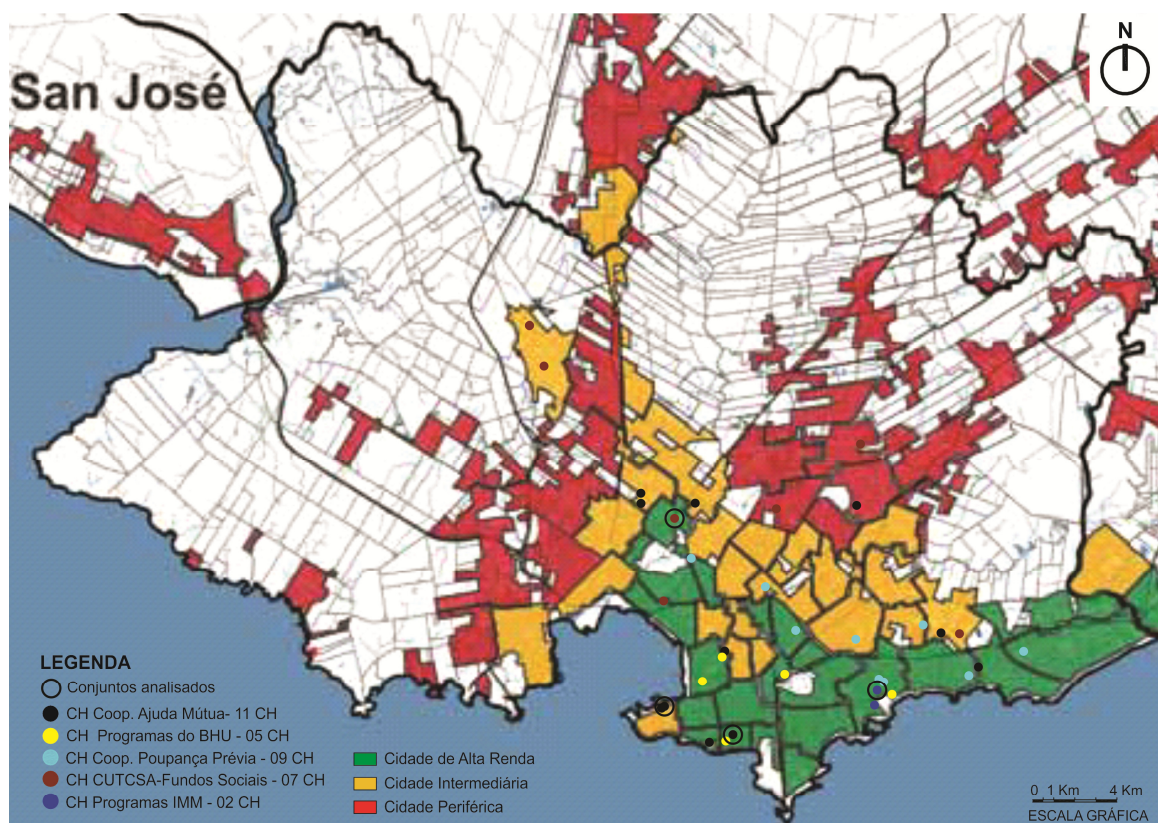 San José
N
LEGENDA
Conjuntos analisados
CH Coop. Ajuda Mútua- 11 CH
CH Programas do BHU - 05 CH
CH Coop. Poupança Prévia - 09 CH
CH CUTCSA-Fundos Sociais - 07 CH
CH Programas IMM - 02 CH
Cidade de Alta Renda
Cidade Intermediária
Cidade Periférica
0 1 Km 4 Km
ESCALA GRÁFICA